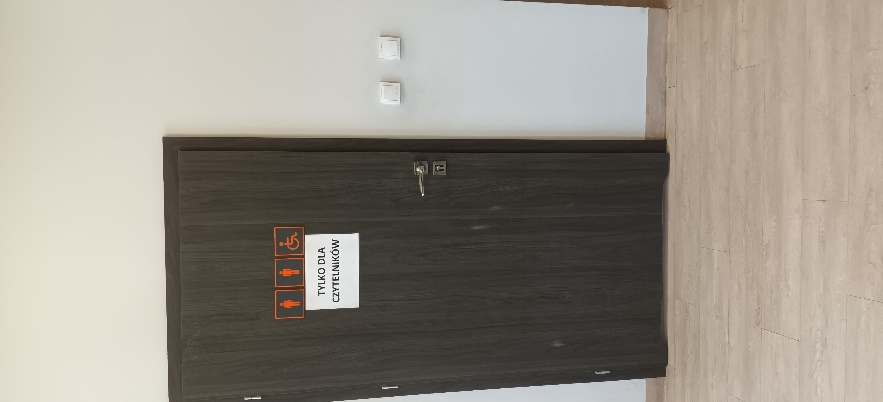 TYLKO DLA
CZYTELNIKÓW